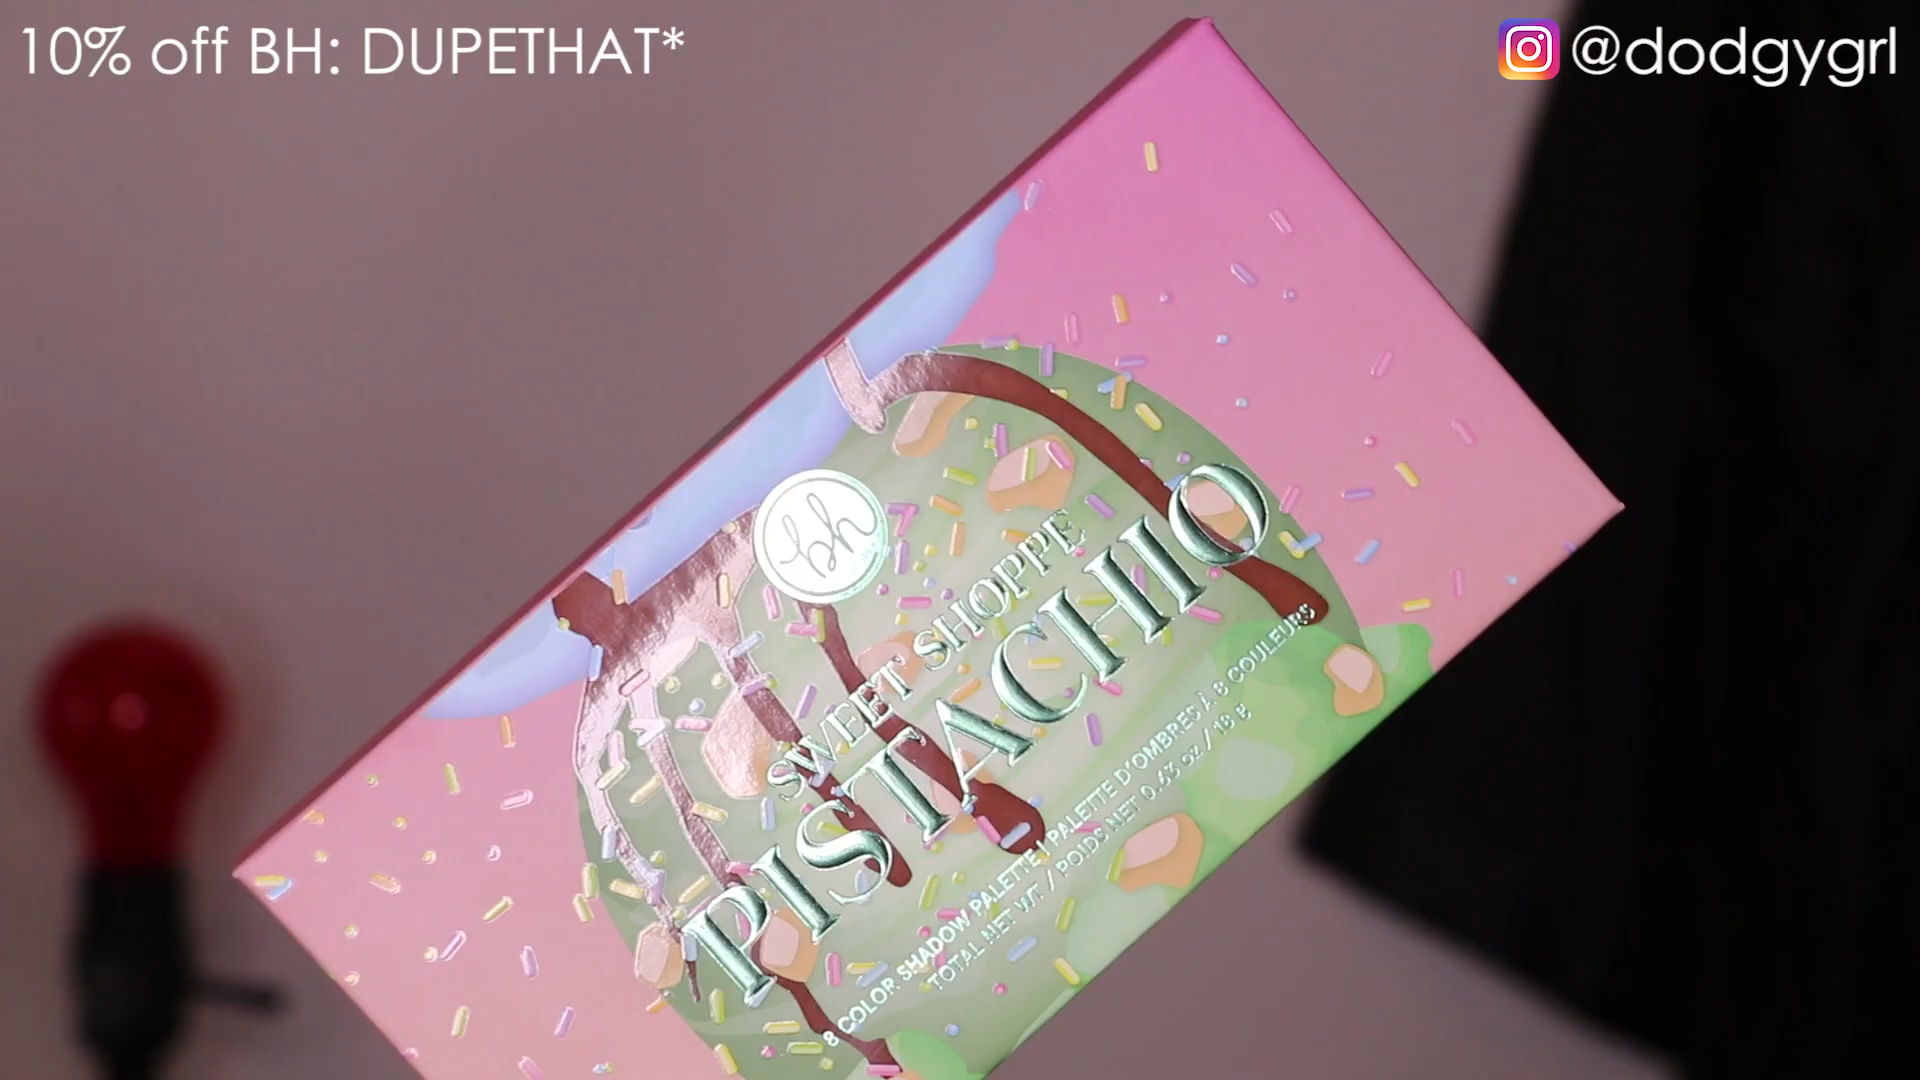 10% off BH: DUPETHAT*
@dodgygrl
bh
SWEET SHOPPE
PISTACHIO
8 COLOR SHADOW PALETTE | PALETTE D'OMBRES À 8 COULEURS
TOTAL NET WT / POIDS NET 0.63 oz / 18 g